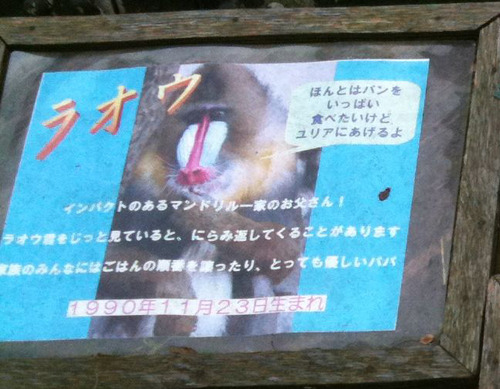 ラオウ
ほんとはパンを
いっぱい
食べたいけど
ユリアにあげるよ
インパクトのあるマンドリル一家のお父さん!
ラオウ君をじっと見ていると、にらみ返してくることがあります
家族のみんなにはごはんの順番を譲ったり、とっても優しいパパ
1990年11月23日生まれ